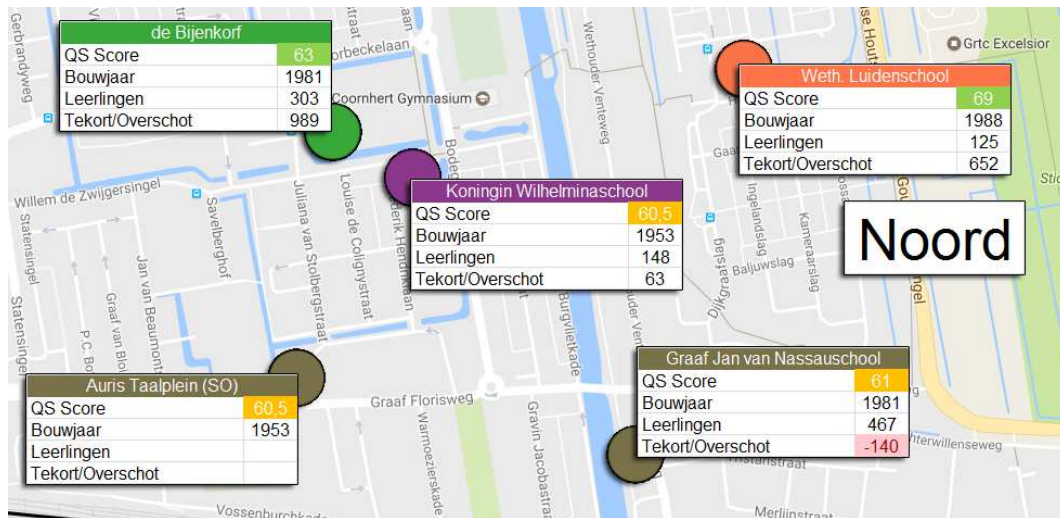 de Bijenkorf
QS Score 63
Bouwjaar 1981
Leerlingen 303
Tekort/Overschot 989
Weth. Luidenschool
QS Score 69
Bouwjaar 1988
Leerlingen 125
Tekort/Overschot 652
Koningin Wilhelminaschool
QS Score 60,5
Bouwjaar 1953
Leerlingen 148
Tekort/Overschot 63
Noord
Auris Taalplein (SO)
QS Score 60,5
Bouwjaar 1953
Leerlingen
Tekort/Overschot
Graaf Jan van Nassauschool
QS Score 61
Bouwjaar 1981
Leerlingen 467
Tekort/Overschot -140
Gerbrandyweg
Coornhert Gymnasium
Wethouder Venteweg
Grtc Excelsior
Willem de Zwijgersingel
Statensingel
Savelberghof
Juliana van Stolbergstraat
Louise de Colignystraat
Jan van Beaumont
Statensingel
Ingelandslag
Kameraarslag
Baljuwslag
Burgvlietkade
Graaf Florisweg
Warmoezierskade
Gravin Jacobastraat
Merlijnstraat